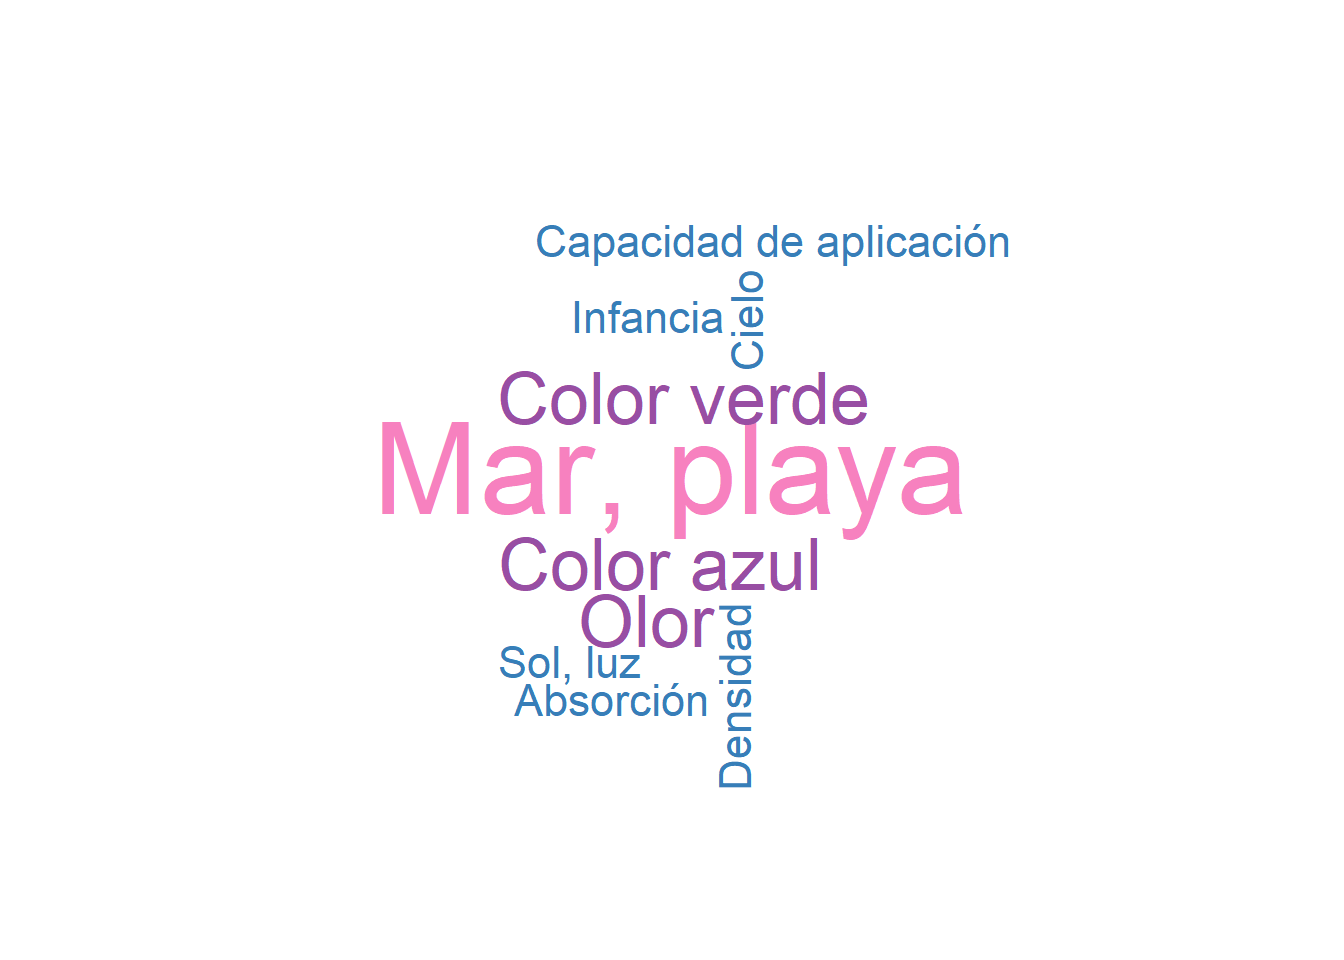 Capacidad de aplicación
Cielo
Infancia
Color verde
Mar, playa
Color azul
Olor
Densidad
Sol, luz
Absorción